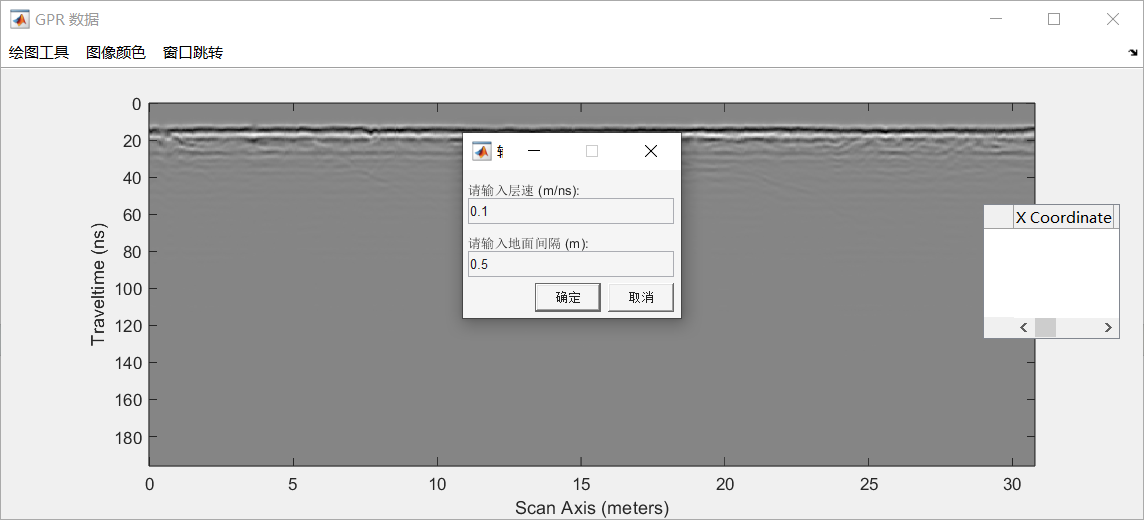 GPR 数据
绘图工具 图像颜色 窗口跳转
0
20
40
60
80
100
120
140
160
180
Traveltime (ns)
请输入层速 (m/ns):
0.1
请输入地面间隔 (m):
0.5
确定 取消
X Coordinate
0 5 10 15 20 25 30
Scan Axis (meters)